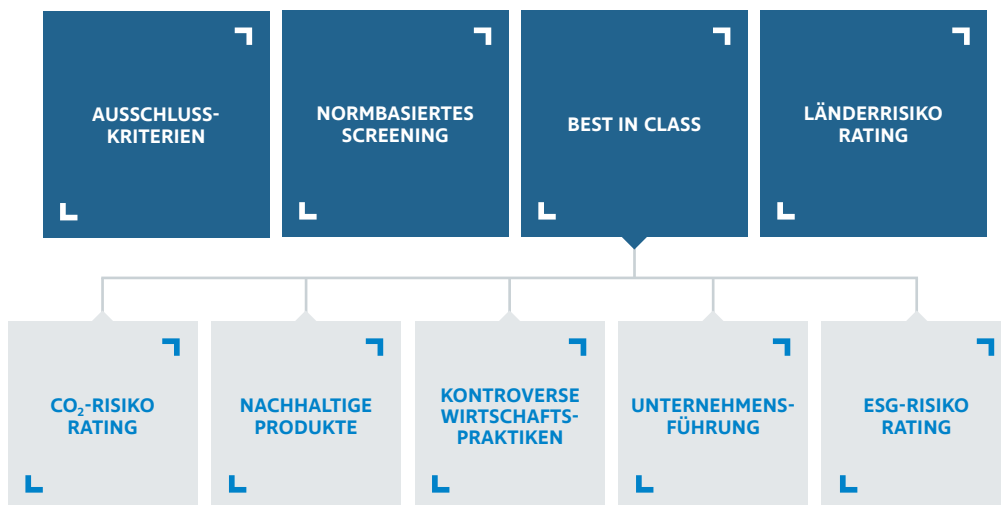 AUSSCHLUSS-
KRITERIEN
NORMBASIERTES
SCREENING
BEST IN CLASS
LÄNDERRISIKO
RATING
CO₂-RISIKO
RATING
NACHHALTIGE
PRODUKTE
KONTROVERSE
WIRTSCHAFTS-
PRAKTIKEN
UNTERNEHMENS-
FÜHRUNG
ESG-RISIKO
RATING